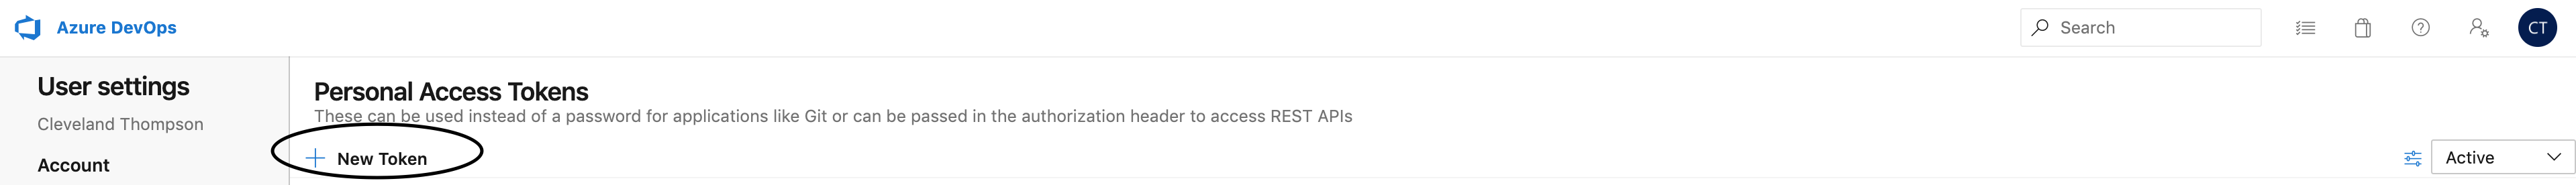 Azure DevOps
Search
CT
User settings
Cleveland Thompson
Account
Personal Access Tokens
These can be used instead of a password for applications like Git or can be passed in the authorization header to access REST APIs
New Token
Active